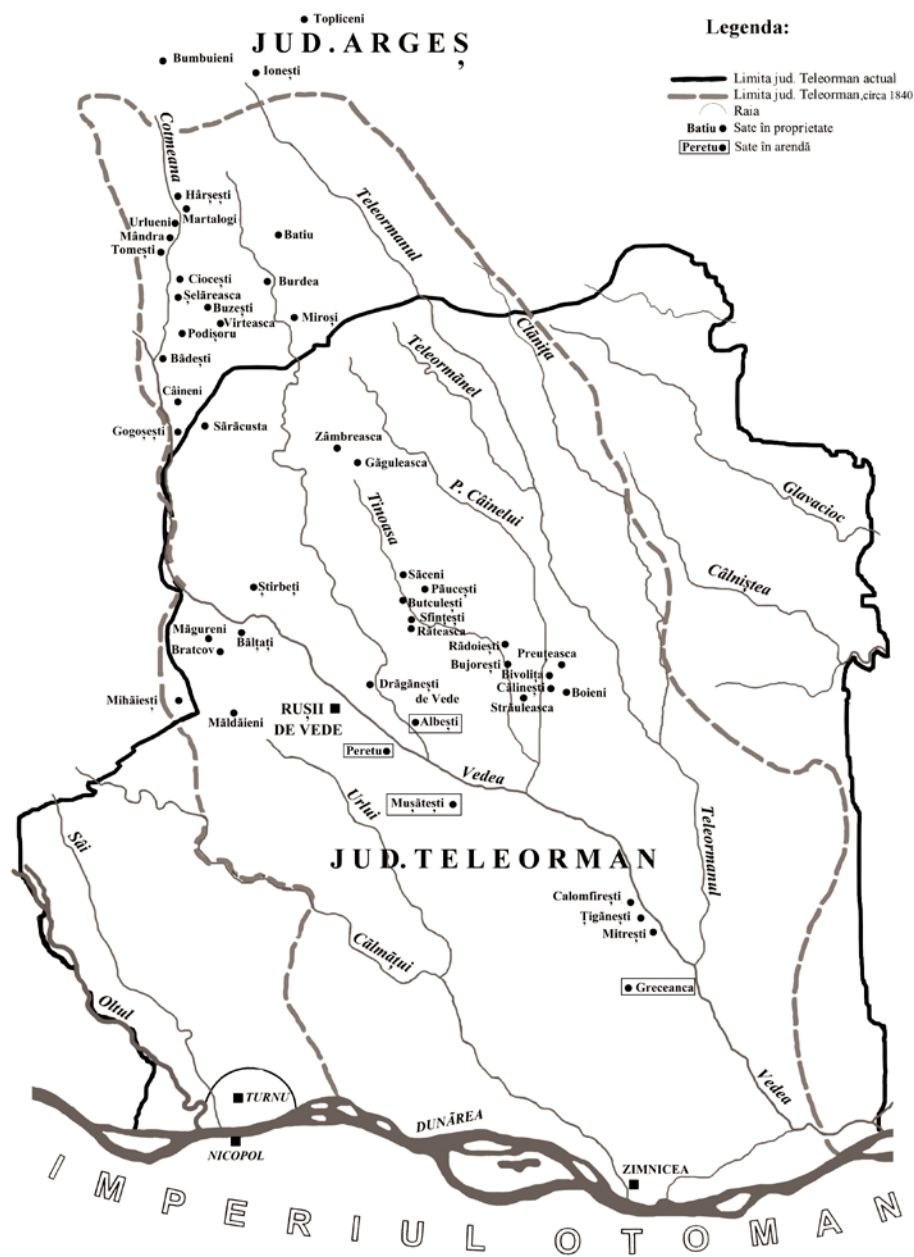 Topliceni
JUD. ARGEȘ
Bumbuieni
Ionești
Legenda:
Limita jud. Teleorman actual
Limita jud. Teleorman, circa 1840
Raia
Batiu Sate în proprietate
Peretu Sate în arendă
Cotmeana
Hârșești
Martalogi
Urlueni
Mândra
Tomești
Batiu
Teleormanul
Ciocești
Burdea
Șelăreasca
Buzești
Virteasca
Miroși
Podișoru
Bădești
Clănița
Teleormănel
Câineni
Gogoșești
Sărăcusta
Zâmbreasca
Găguleasca
P. Câinelui
Glavacioc
Tinoasa
Câlniștea
Săceni
Știrbeți
Păucești
Butculești
Sfințești
Răteasca
Măgureni
Bălțați
Bratcov
Rădoiești
Preuteasca
Bujorești
Bivolița
Călinești
Boieni
Străuleasca
Drăgănești
de Vede
Mihăiești
Măldăieni
RUȘII
DE VEDE
Albești
Peretu
Vedea
Mușătești
Urlui
Sâi
Teleormanul
JUD. TELEORMAN
Calomfirești
Țigănești
Mitrești
Călmățui
Greceanca
Oltul
Vedea
TURNU
DUNĂREA
NICOPOL
ZIMNICEA
IMPERIUL OTOMAN